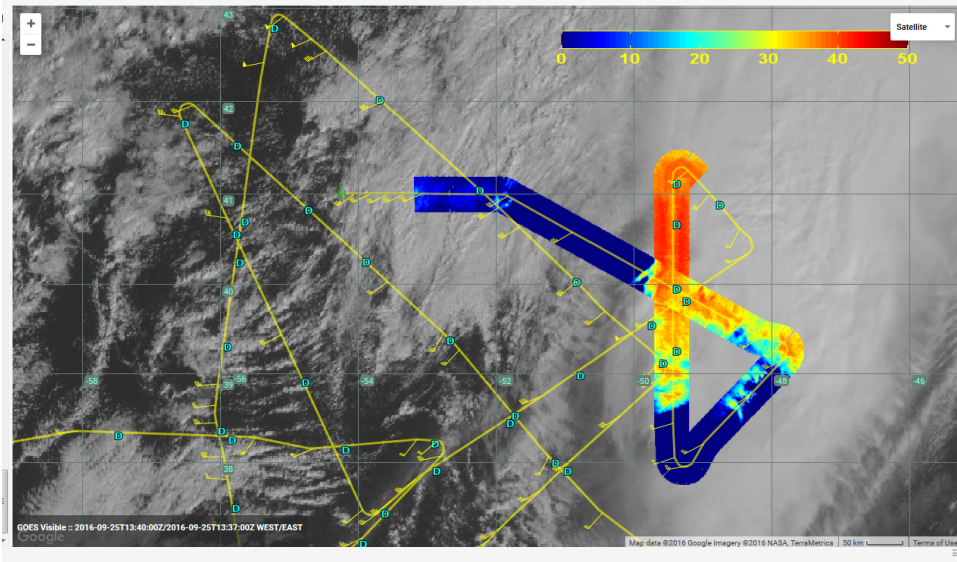 +
−
43
Satellite
0 10 20 30 40 50
D
D
42
D
D
41
D
D
D
D
D
D
D
D
D
D
D
40
D
D
D
D
D
D
D
D
D
-58
-56
39
-54
-52
-50
-48
-46
D
D
D
D
D
D
D
D
D
38
D
D
D
D
D
D
GOES Visible :: 2016-09-25T13:40:00Z/2016-09-25T13:37:00Z WEST/EAST
Google
Map data ©2016 Google Imagery ©2016 NASA, TerraMetrics 50 km Terms of Use